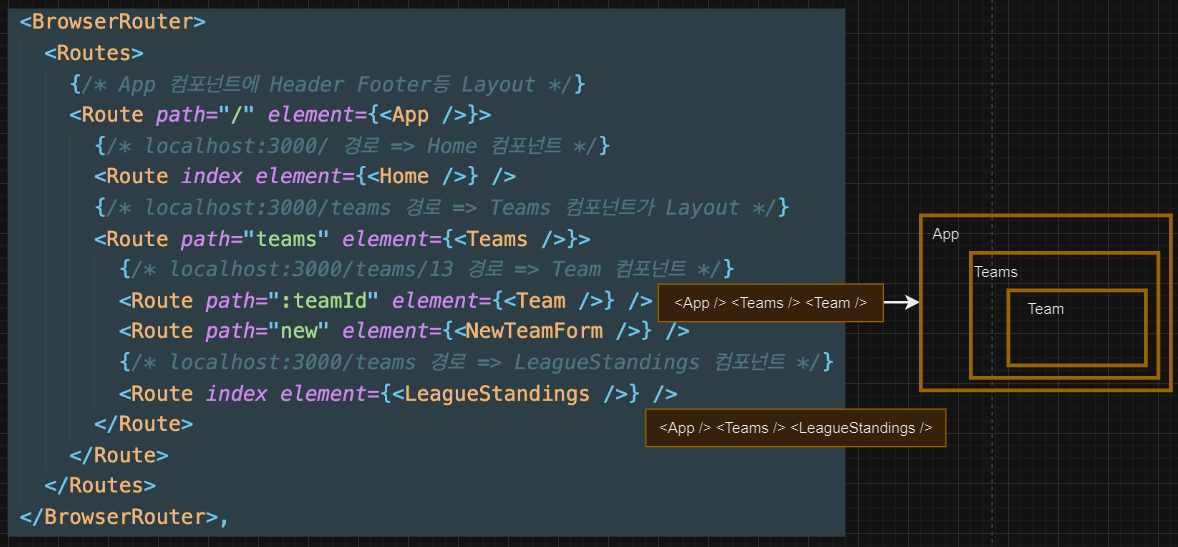 <BrowserRouter>
<Routes>
{/* App 컴포넌트에 Header Footer등 Layout */}
<Route path="/" element={<App />}>
{/* localhost:3000/ 경로 => Home 컴포넌트 */}
<Route index element={<Home />} />
{/* localhost:3000/teams 경로 => Teams 컴포넌트가 Layout */}
<Route path="teams" element={<Teams />}>
{/* localhost:3000/teams/13 경로 => Team 컴포넌트 */}
<Route path=":teamId" element={<Team />} />
<Route path="new" element={<NewTeamForm />} />
{/* localhost:3000/teams 경로 => LeagueStandings 컴포넌트 */}
<Route index element={<LeagueStandings />} />
</Route>
</Route>
</Routes>
</BrowserRouter>,
<App /> <Teams /> <Team />
<App /> <Teams /> <LeagueStandings />
App
Teams
Team